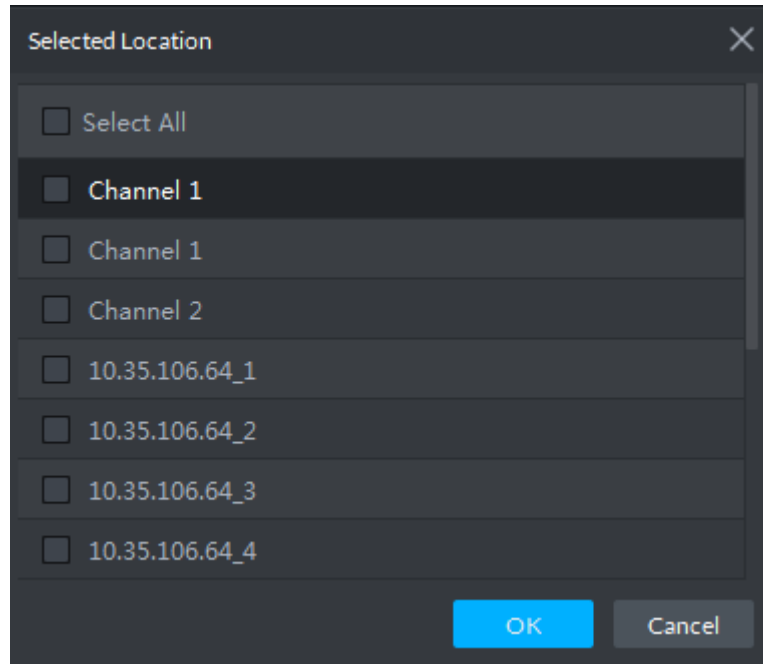 Selected Location
Select All
Channel 1
Channel 1
Channel 2
10.35.106.64_1
10.35.106.64_2
10.35.106.64_3
10.35.106.64_4
OK Cancel